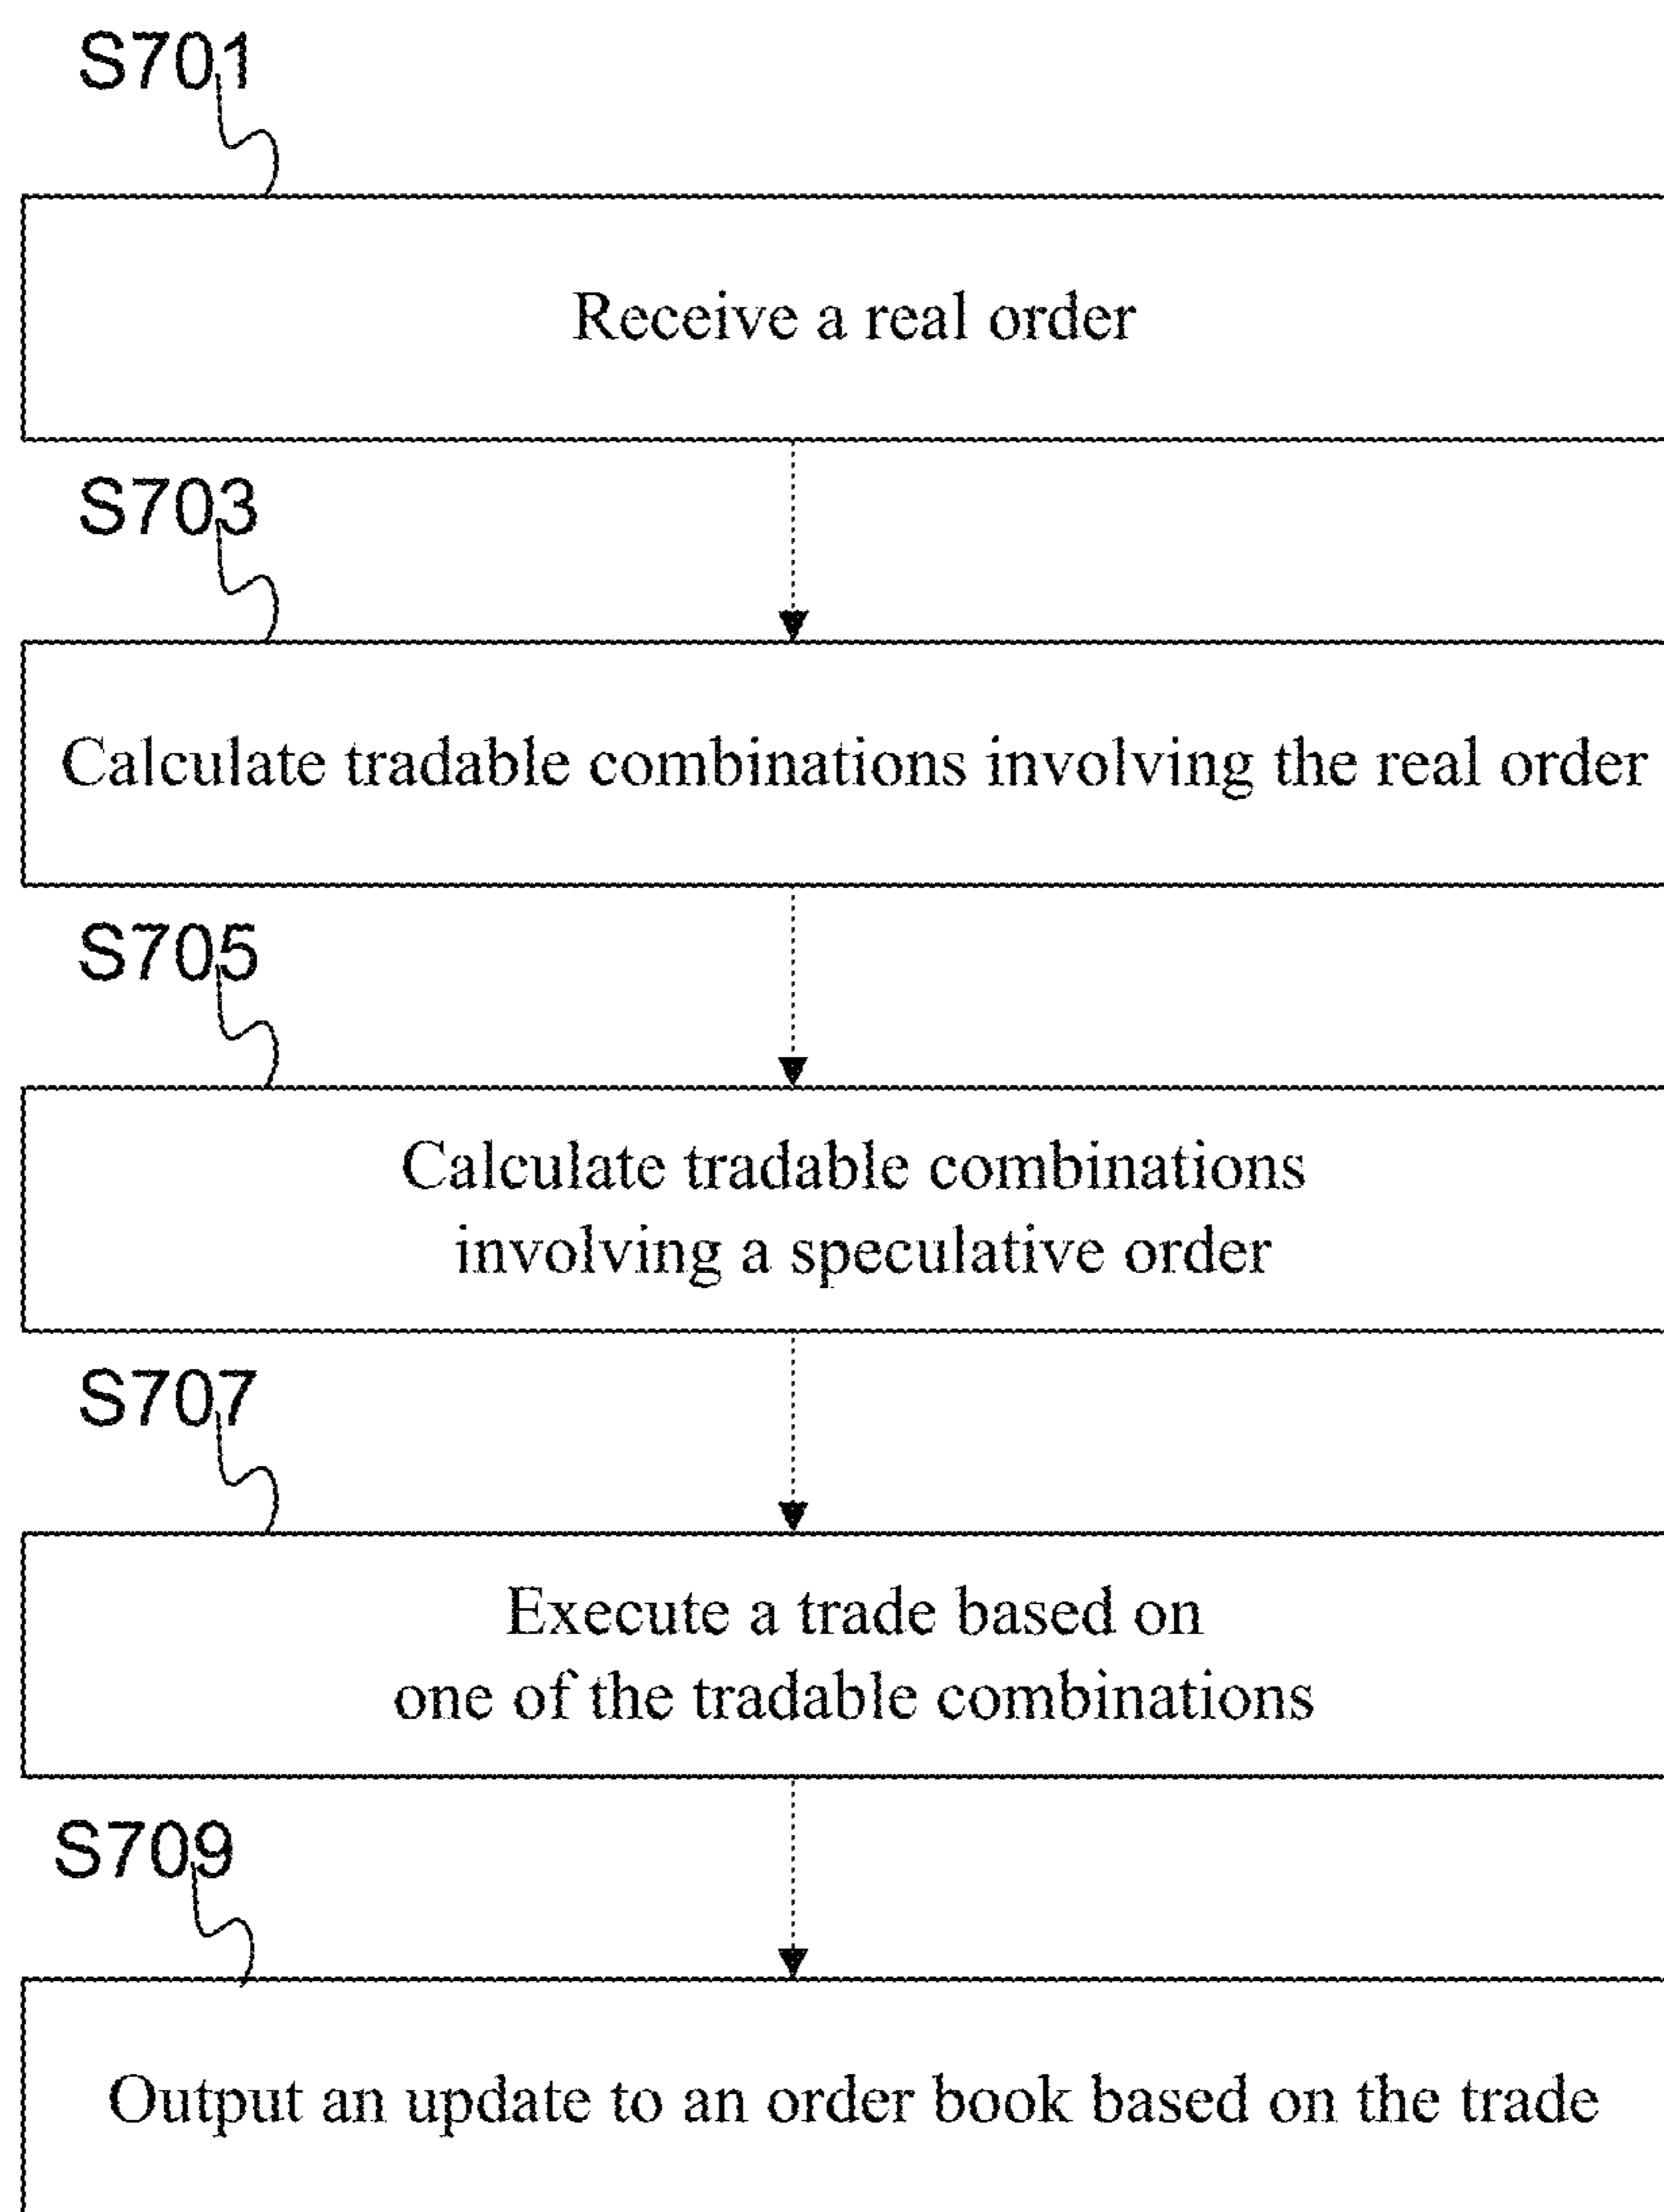 S701
Receive a real order
S703
Calculate tradable combinations involving the real order
S705
Calculate tradable combinations
involving a speculative order
S707
Execute a trade based on
one of the tradable combinations
S709
Output an update to an order book based on the trade